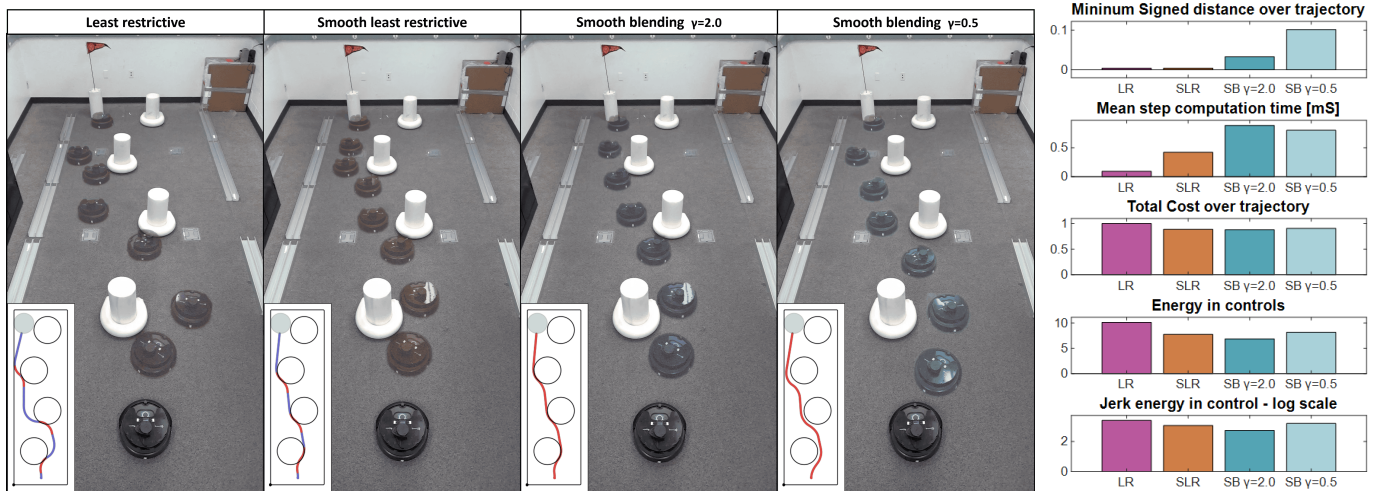 Least restrictive
Smooth least restrictive
Smooth blending γ=2.0
Smooth blending γ=0.5
Mininum Signed distance over trajectory
0.1
0
LR SLR SB γ=2.0 SB γ=0.5
Mean step computation time [mS]
0.5
0
LR SLR SB γ=2.0 SB γ=0.5
Total Cost over trajectory
1
0.5
0
LR SLR SB γ=2.0 SB γ=0.5
Energy in controls
10
5
0
LR SLR SB γ=2.0 SB γ=0.5
Jerk energy in control - log scale
2
LR SLR SB γ=2.0 SB γ=0.5